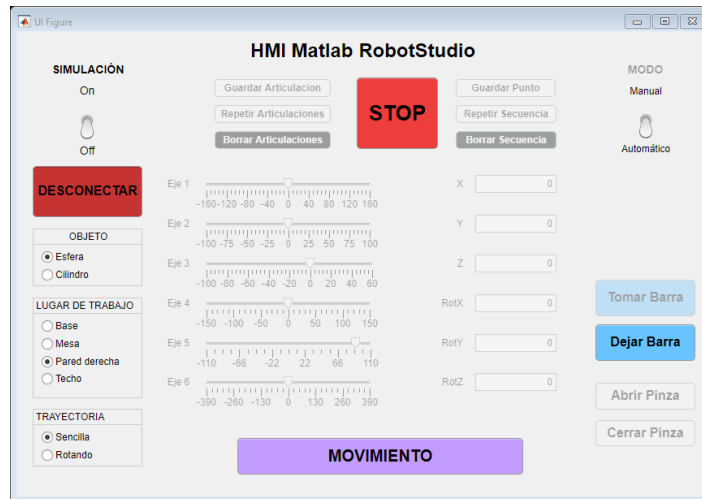 UI Figure
HMI Matlab RobotStudio
SIMULACIÓN
On
Off
Guardar Articulacion
Repetir Articulaciones
Borrar Articulaciones
STOP
Guardar Punto
Repetir Secuencia
Borrar Secuencia
MODO
Manual
Automático
DESCONECTAR
OBJETO
Esfera
Cilindro
LUGAR DE TRABAJO
Base
Mesa
Pared derecha
Techo
TRAYECTORIA
Sencilla
Rotando
Eje 1
-160 -120 -80 -40 0 40 80 120 160
Eje 2
-100 -75 -50 -25 0 25 50 75 100
Eje 3
-100 -80 -60 -40 -20 0 20 40 60
Eje 4
-150 -100 -50 0 50 100 150
Eje 5
-110 -66 -22 22 66 110
Eje 6
-390 -260 -130 0 130 260 390
X 0
Y 0
Z 0
RotX 0
RotY 0
RotZ 0
Tomar Barra
Dejar Barra
Abrir Pinza
Cerrar Pinza
MOVIMIENTO